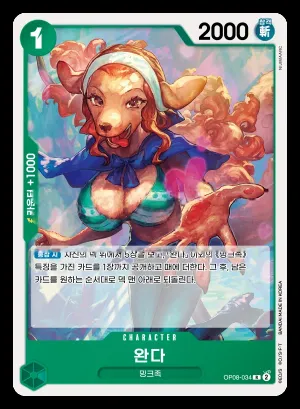 1
2000
참격
斬
카운터 +1000
등장 시 자신의 덱 위에서 5장을 보고, 「완다」 이외의 《밍크족》
특징을 가진 카드를 1장까지 공개하고 패에 더한다. 그 후, 남은
카드를 원하는 순서대로 덱 맨 아래로 되돌린다.
CHARACTER
완다
밍크족
OP08-034
BANDAI MADE IN KOREA